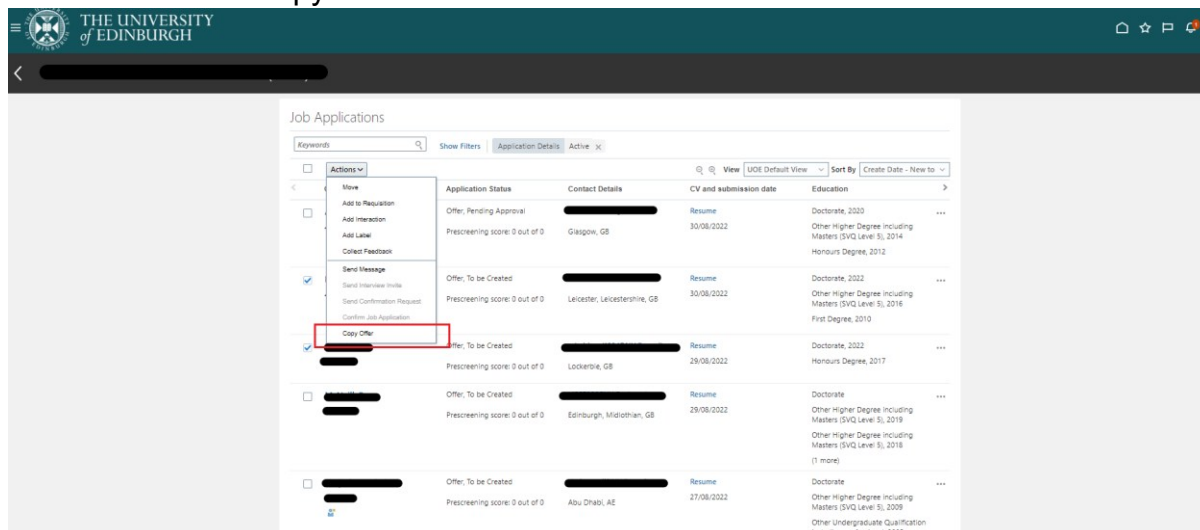 THE UNIVERSITY
of EDINBURGH
Job Applications
Keywords
Show Filters
Application Details Active ×
Actions
View UOE Default View
Sort By Create Date - New to
Application Status
Contact Details
CV and submission date
Education
Move
Add to Requisition
Add Interaction
Add Label
Collect Feedback
Send Message
Send Interview Invite
Send Confirmation Request
Confirm Job Application
Copy Offer
Offer, Pending Approval
Prescreening score: 0 out of 0
Glasgow, GB
Resume
30/08/2022
Doctorate, 2020
Other Higher Degree including
Masters (SVQ Level 5), 2014
Honours Degree, 2012
Offer, To be Created
Prescreening score: 0 out of 0
Leicester, Leicestershire, GB
Resume
30/08/2022
Doctorate, 2022
Other Higher Degree including
Masters (SVQ Level 5), 2016
First Degree, 2010
Offer, To be Created
Prescreening score: 0 out of 0
Lockerbie, GB
Resume
29/08/2022
Doctorate, 2022
Honours Degree, 2017
Offer, To be Created
Prescreening score: 0 out of 0
Edinburgh, Midlothian, GB
Resume
29/08/2022
Doctorate
Other Higher Degree including
Masters (SVQ Level 5), 2019
Other Higher Degree including
Masters (SVQ Level 5), 2018
(1 more)
Offer, To be Created
Prescreening score: 0 out of 0
Abu Dhabi, AE
Resume
27/08/2022
Doctorate
Other Higher Degree including
Masters (SVQ Level 5), 2009
Other Undergraduate Qualification